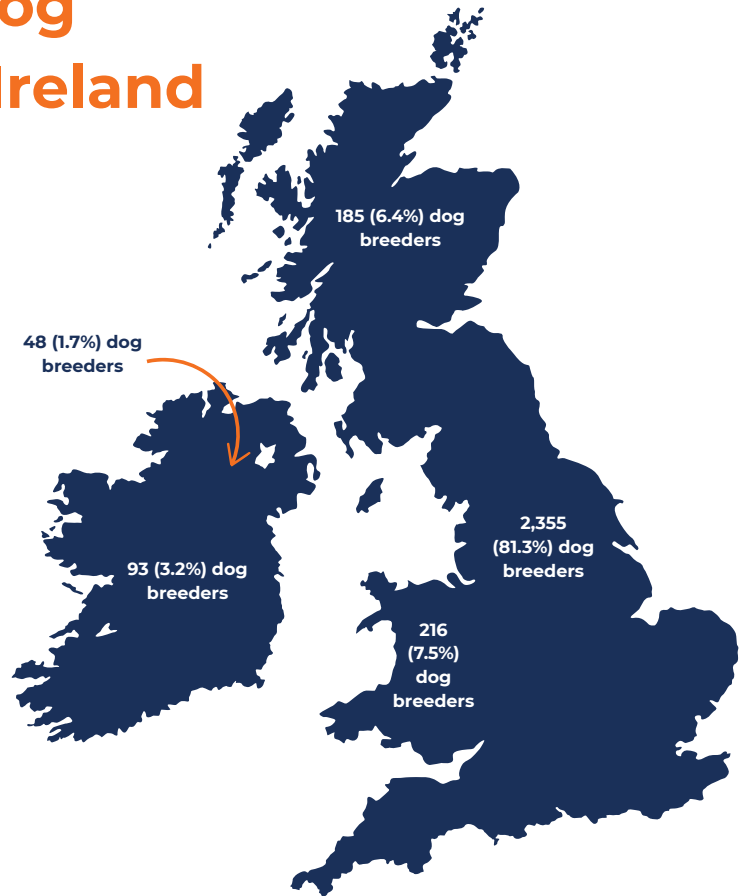 og
Ireland
185 (6.4%) dog
breeders
48 (1.7%) dog
breeders
2,355
(81.3%) dog
breeders
93 (3.2%) dog
breeders
216
(7.5%)
dog
breeders